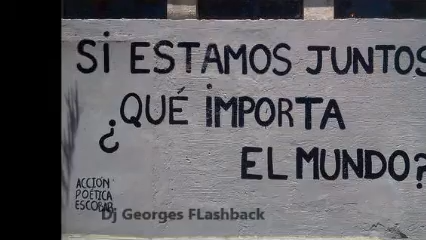 Si ESTAMOS JUNTOS
¿QUÉ iMPORTA
EL MUNDO?
ACCIÓN
POÉTICA
ESCOBAR
Dj Georges FLashback